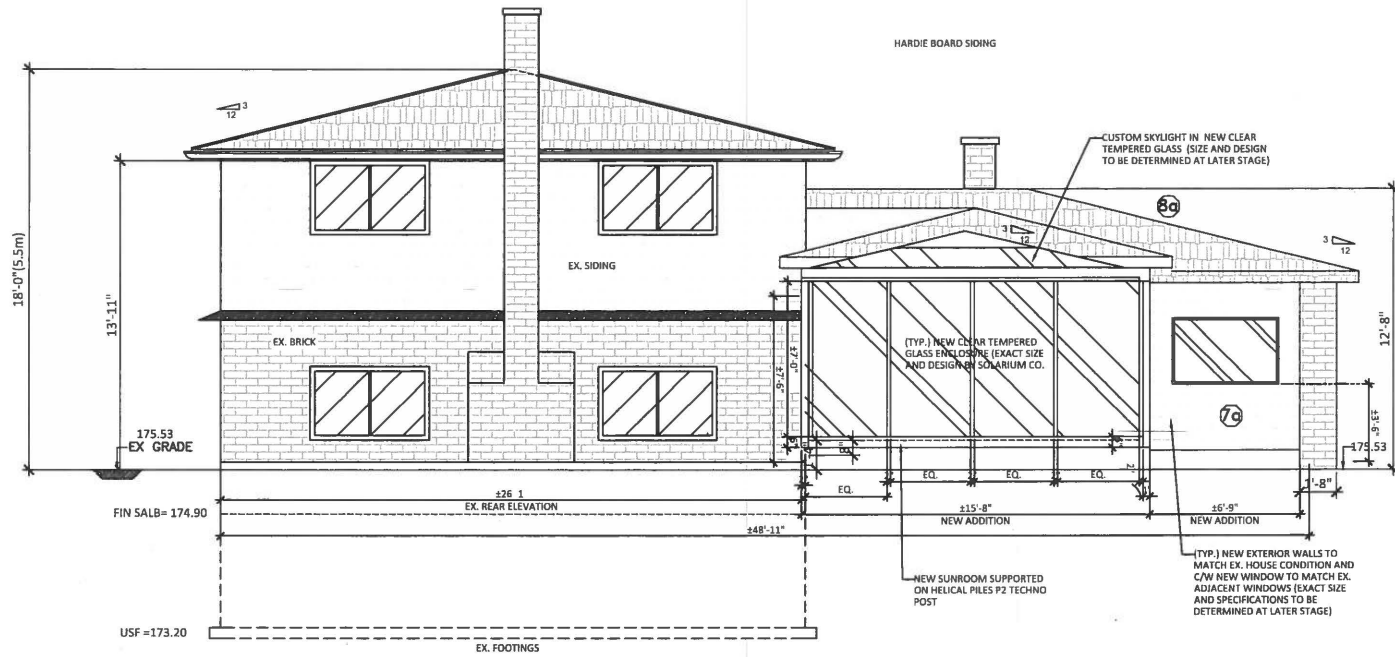 HARDIE BOARD SIDING
3
12
CUSTOM SKYLIGHT IN NEW CLEAR
TEMPERED GLASS (SIZE AND DESIGN
TO BE DETERMINED AT LATER STAGE)
8a
3
12
3
12
18'-0"(5.5m)
13'-11"
12'-8"
EX. SIDING
EX. BRICK
(TYP.) NEW CLEAR TEMPERED
GLASS ENCLOSURE (EXACT SIZE
AND DESIGN BY SOLARIUM CO.
±7'-0"
±7'-6"
7a
±3'-6"
175.53
EX GRADE
175.53
8"
EQ.
EQ.
EQ.
EQ.
1'-8"
±26 1
EX. REAR ELEVATION
±15'-8"
NEW ADDITION
±6'-9"
NEW ADDITION
FIN SALB= 174.90
±48'-11"
NEW SUNROOM SUPPORTED
ON HELICAL PILES P2 TECHNO
POST
(TYP.) NEW EXTERIOR WALLS TO
MATCH EX. HOUSE CONDITION AND
C/W NEW WINDOW TO MATCH EX.
ADJACENT WINDOWS (EXACT SIZE
AND SPECIFICATIONS TO BE
DETERMINED AT LATER STAGE)
USF =173.20
EX. FOOTINGS